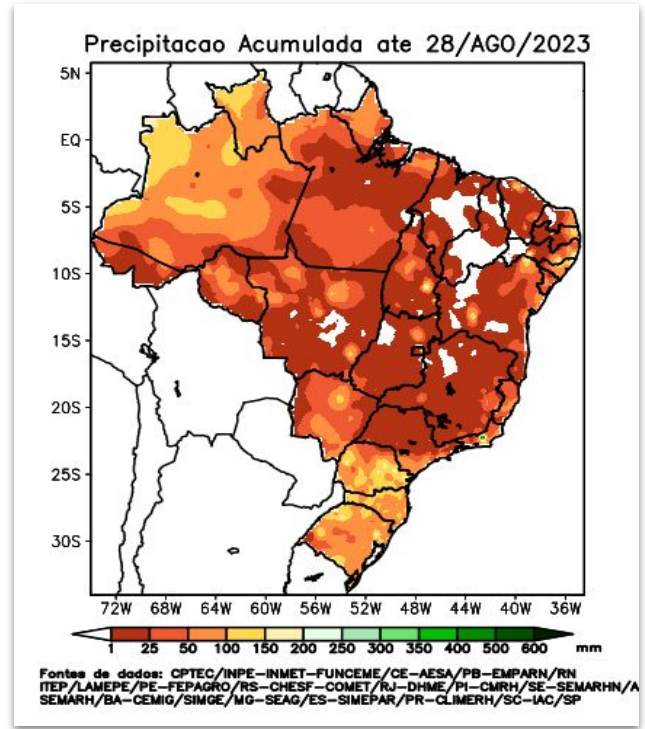 Precipitacao Acumulada ate 28/AGO/2023
5N
EQ
5S
10S
15S
20S
25S
30S
72W 68W 64W 60W 56W 52W 48W 44W 40W 36W
1 25 50 100 150 200 250 300 350 400 500 600 mm
Fontes de dados: CPTEC/INPE-INMET-FUNCEME/CE-AESA/PB-EMPARN/RN
ITEP/LAMEPE/PE-FEPAGRO/RS-CHESF-COMET/RJ-DHME/PI-CMRH/SE-SEMARHN/A
SEMARH/BA-CEMIG/SIMGE/MG-SEAG/ES-SIMEPAR/PR-CLIMERH/SC-IAC/SP